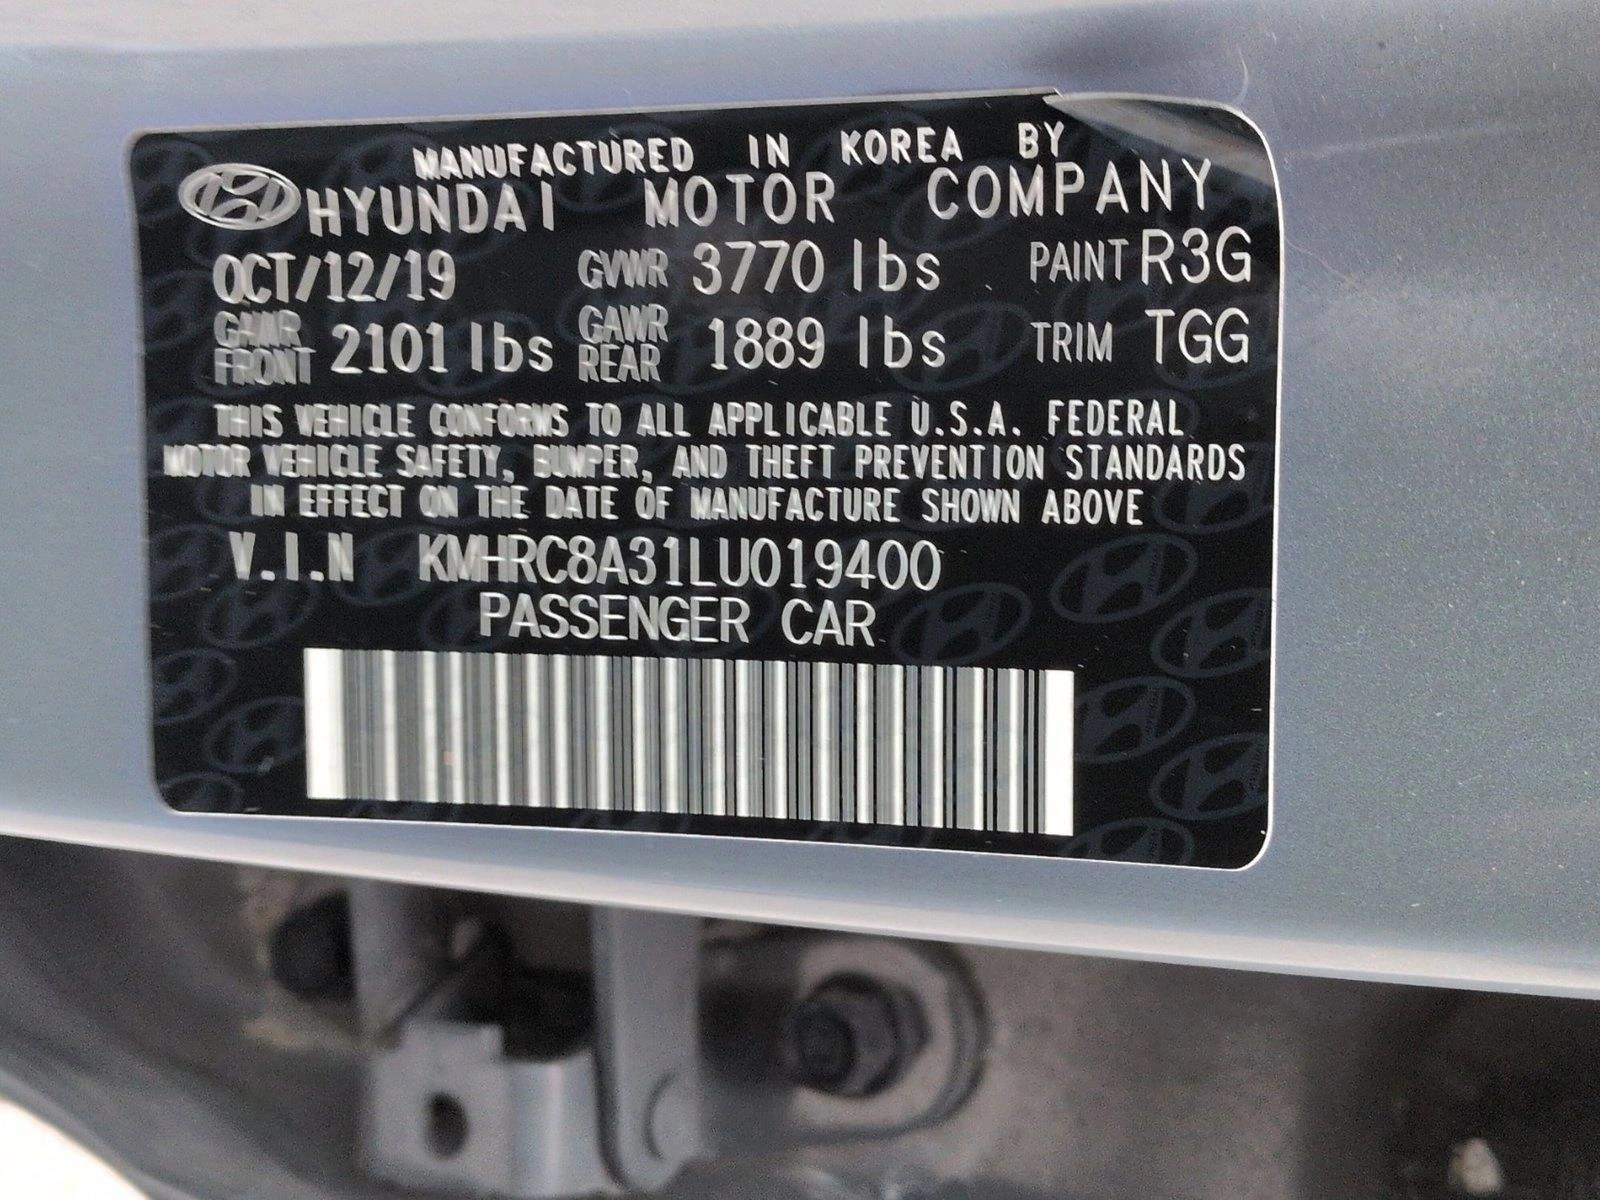 MANUFACTURED IN KOREA BY
HYUNDAI MOTOR COMPANY
OCT/12/19 GVWR 3770 lbs PAINT R3G
GAWR FRONT 2101 lbs GAWR REAR 1889 lbs TRIM TGG
THIS VEHICLE CONFORMS TO ALL APPLICABLE U.S.A. FEDERAL
MOTOR VEHICLE SAFETY, BUMPER, AND THEFT PREVENTION STANDARDS
IN EFFECT ON THE DATE OF MANUFACTURE SHOWN ABOVE
V.I.N KMHRC8A31LU019400
PASSENGER CAR